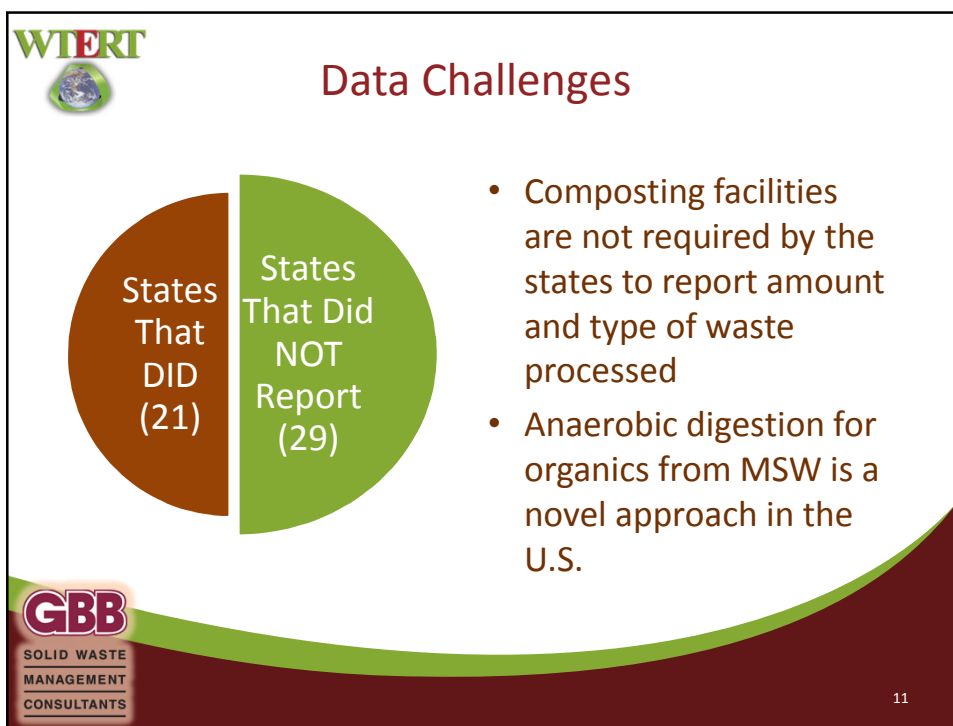 WTERT
Data Challenges
States
That
DID
(21)
States
That Did
NOT
Report
(29)
• Composting facilities
are not required by the
states to report amount
and type of waste
processed
• Anaerobic digestion for
organics from MSW is a
novel approach in the
U.S.
GBB
SOLID WASTE
MANAGEMENT
CONSULTANTS
11